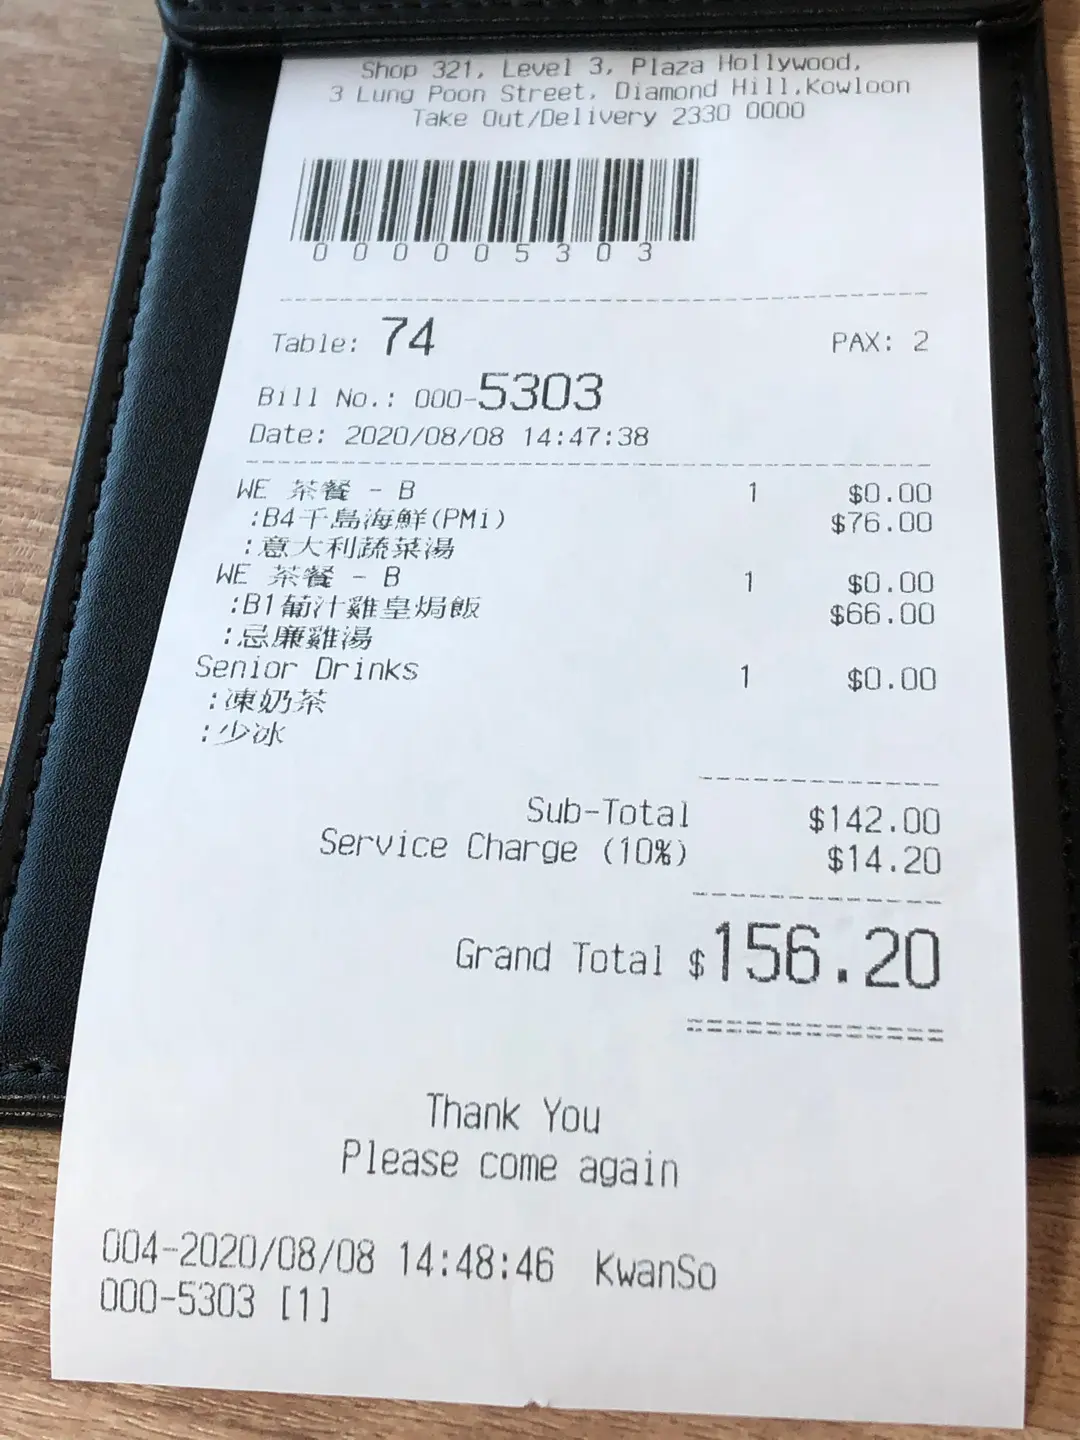 Shop 321, Level 3, Plaza Hollywood,
3 Lung Poon Street, Diamond Hill,Kowloon
Take Out/Delivery 2330 0000
000005303
Table: 74 PAX: 2
Bill No.: 000-5303
Date: 2020/08/08 14:47:38
WE 茶餐 - B 1 $0.00
:B4千島海鮮(PMi) $76.00
:意大利蔬菜湯
WE 茶餐 - B 1 $0.00
:B1葡汁雞皇焗飯 $66.00
:忌廉雞湯
Senior Drinks 1 $0.00
:凍奶茶
:少冰
Sub-Total $142.00
Service Charge (10%) $14.20
Grand Total $156.20
Thank You
Please come again
004-2020/08/08 14:48:46 KwanSo
000-5303 [1]